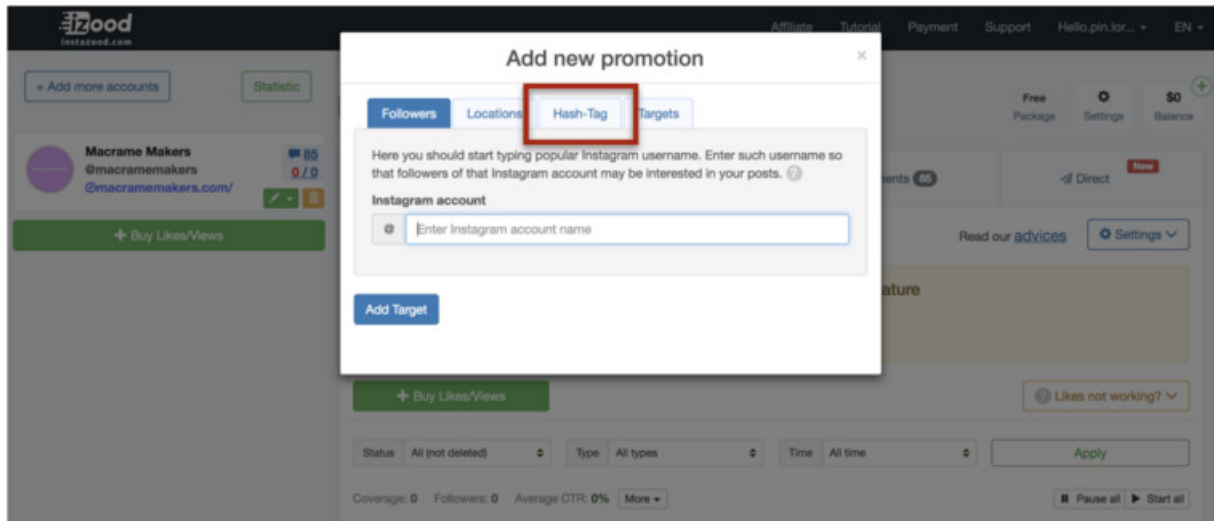 izood
instazood.com
Affiliate Tutorial Payment Support Hello.pin.lor... EN
+ Add more accounts
Statistic
Free
Package
Settings
$0
Balance
Macrame Makers
@macramemakers
macramemakers.com/
85
0 / 0
+ Buy Likes/Views
Add new promotion
×
Followers Locations Hash-Tag Targets
Here you should start typing popular Instagram username. Enter such username so
that followers of that Instagram account may be interested in your posts. ?
Instagram account
@ Enter Instagram account name
Add Target
ments 85
Direct
New
Read our advices
Settings
ature
+ Buy Likes/Views
? Likes not working?
Status All (not deleted) Type All types Time All time Apply
Coverage: 0 Followers: 0 Average CTR: 0% More Pause all Start all